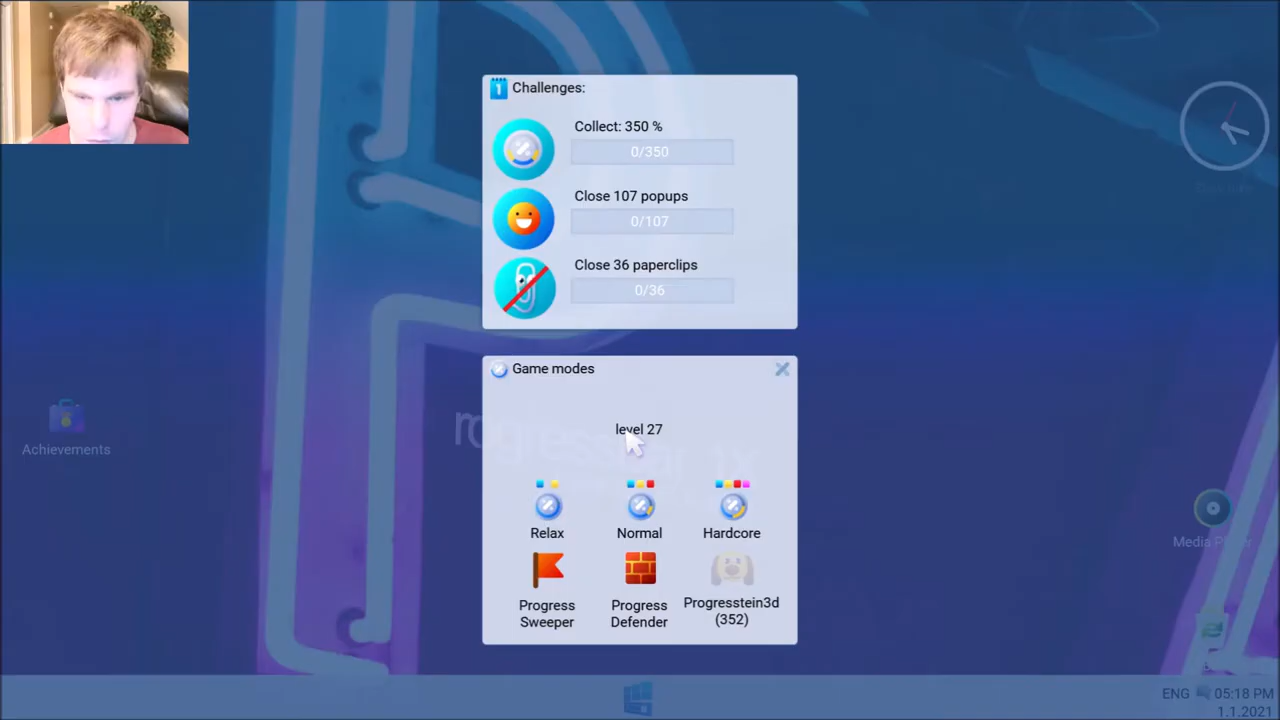 Challenges:
Collect: 350 %
0/350
Close 107 popups
0/107
Close 36 paperclips
0/36
Game modes
level 27
Relax
Normal
Hardcore
Progress
Sweeper
Progress
Defender
Progresstein3d
(352)
Achievements
Media Player
ENG
05:18 PM
1.1.2021